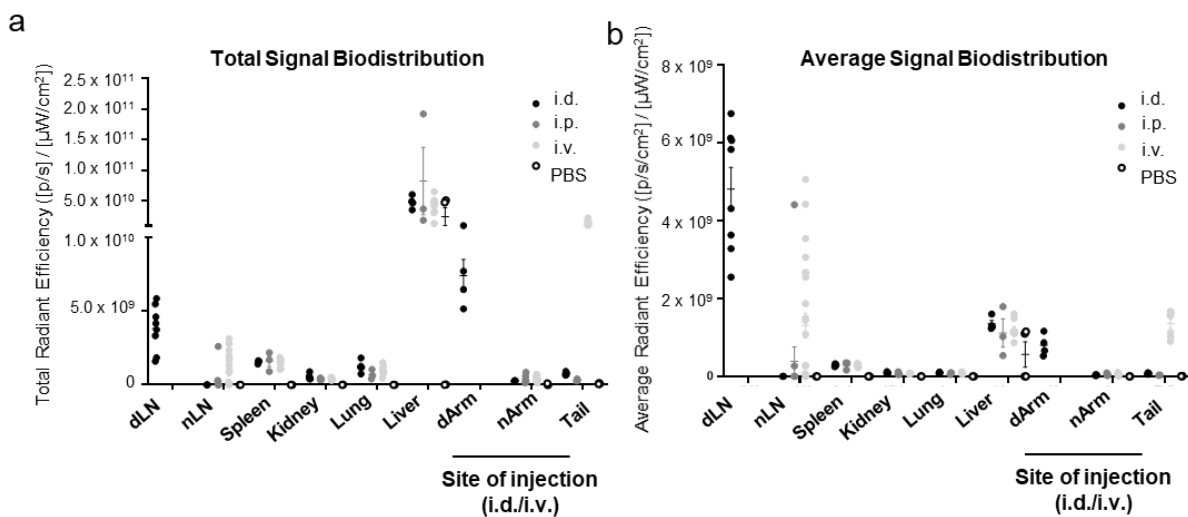 a
Total Signal Biodistribution
Total Radiant Efficiency ([p/s] / [µW/cm²])
2.5 x 10¹¹
2.0 x 10¹¹
1.5 x 10¹¹
1.0 x 10¹¹
5.0 x 10¹⁰
1.0 x 10¹⁰
5.0 x 10⁹
0
i.d.
i.p.
i.v.
PBS
dLN
nLN
Spleen
Kidney
Lung
Liver
dArm
nArm
Tail
Site of injection
(i.d./i.v.)
b
Average Signal Biodistribution
Average Radiant Efficiency ([p/s/cm²] / [µW/cm²])
8 x 10⁹
6 x 10⁹
4 x 10⁹
2 x 10⁹
0
i.d.
i.p.
i.v.
PBS
dLN
nLN
Spleen
Kidney
Lung
Liver
dArm
nArm
Tail
Site of injection
(i.d./i.v.)